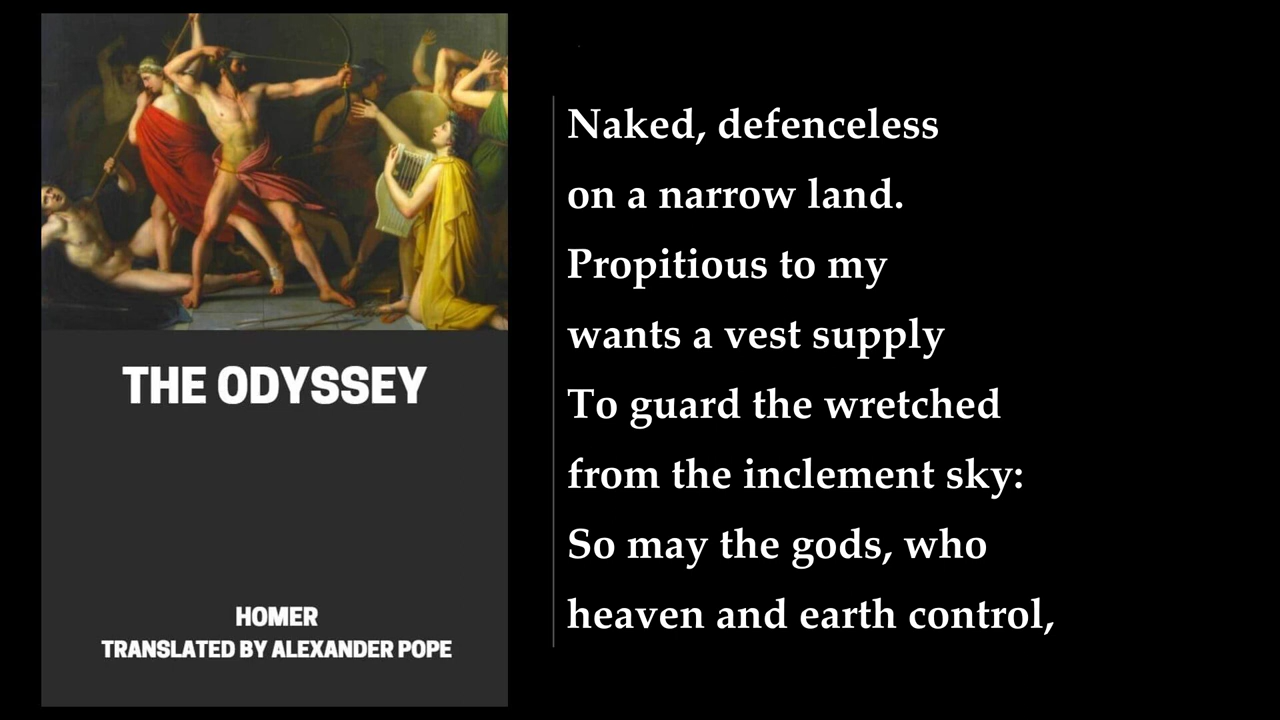 THE ODYSSEY
HOMER
TRANSLATED BY ALEXANDER POPE
Naked, defenceless
on a narrow land.
Propitious to my
wants a vest supply
To guard the wretched
from the inclement sky:
So may the gods, who
heaven and earth control,